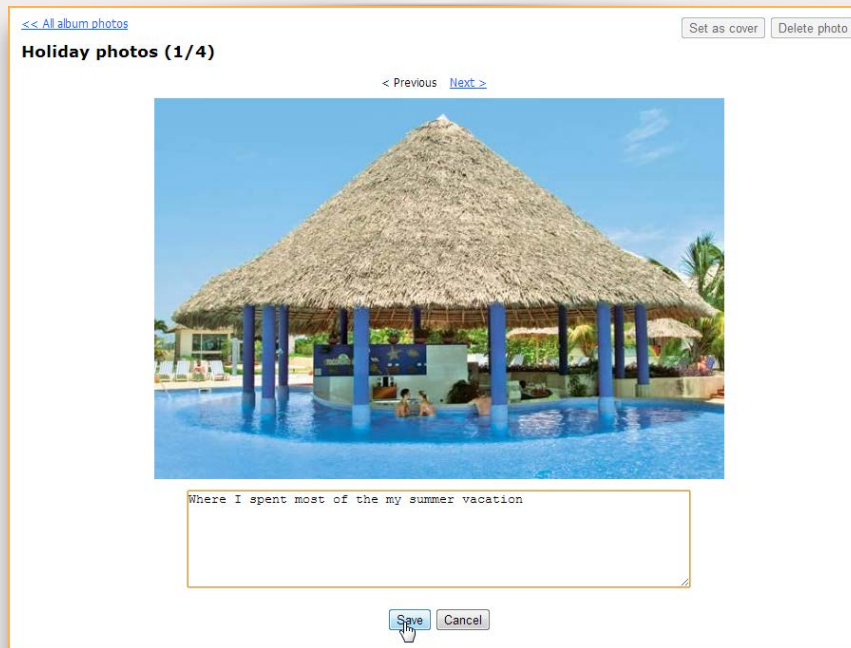 << All album photos
Set as cover
Delete photo
Holiday photos (1/4)
< Previous Next >
Where I spent most of the my summer vacation
Save
Cancel